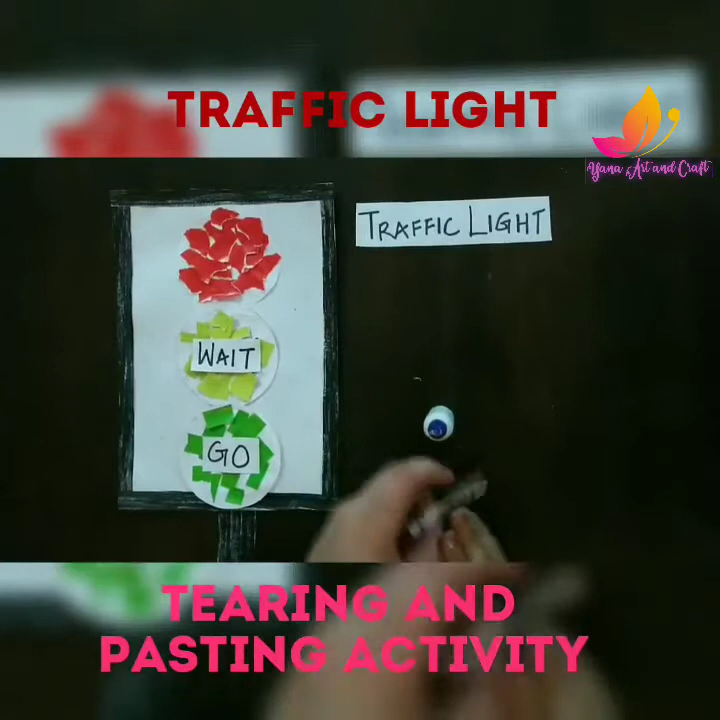 TRAFFIC LIGHT
Yana Art and Craft
TRAFFIC LIGHT
WAIT
GO
TEARING AND
PASTING ACTIVITY